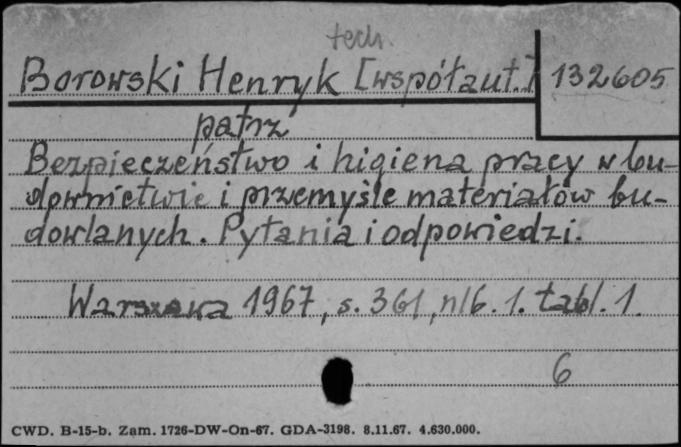 tech.
Borowski Henryk [współaut.] 132605
patrz
Bezpieczeństwo i higiena pracy w bu-
downictwie i przemyśle materiałów bu-
dowlanych. Pytania i odpowiedzi.
Warszawa 1967, s. 361, nlb. 1. tabl. 1.
6
CWD. B-15-b. Zam. 1726-DW-On-67. GDA-3198. 8.11.67. 4.630.000.